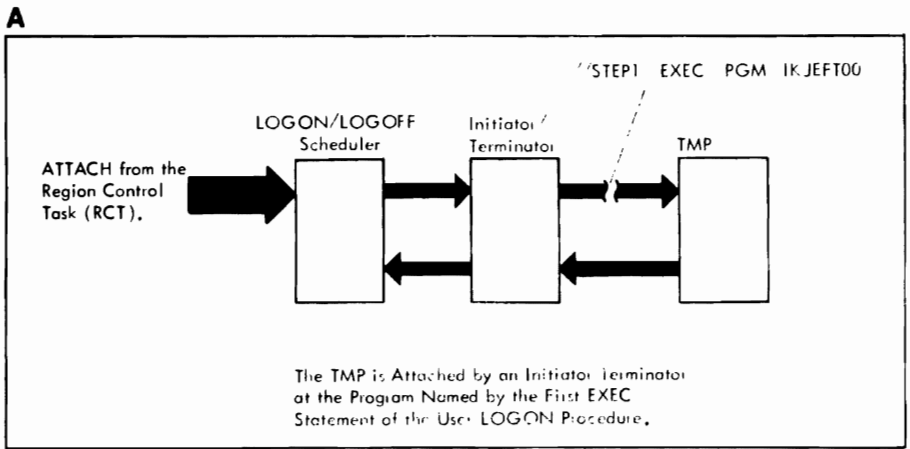 A
//STEP1 EXEC PGM IKJEFT00
LOGON/LOGOFF
Scheduler
Initiator/
Terminator
TMP
ATTACH from the
Region Control
Task (RCT).
The TMP is Attached by an Initiator Terminator
at the Program Named by the First EXEC
Statement of the User LOGON Procedure.